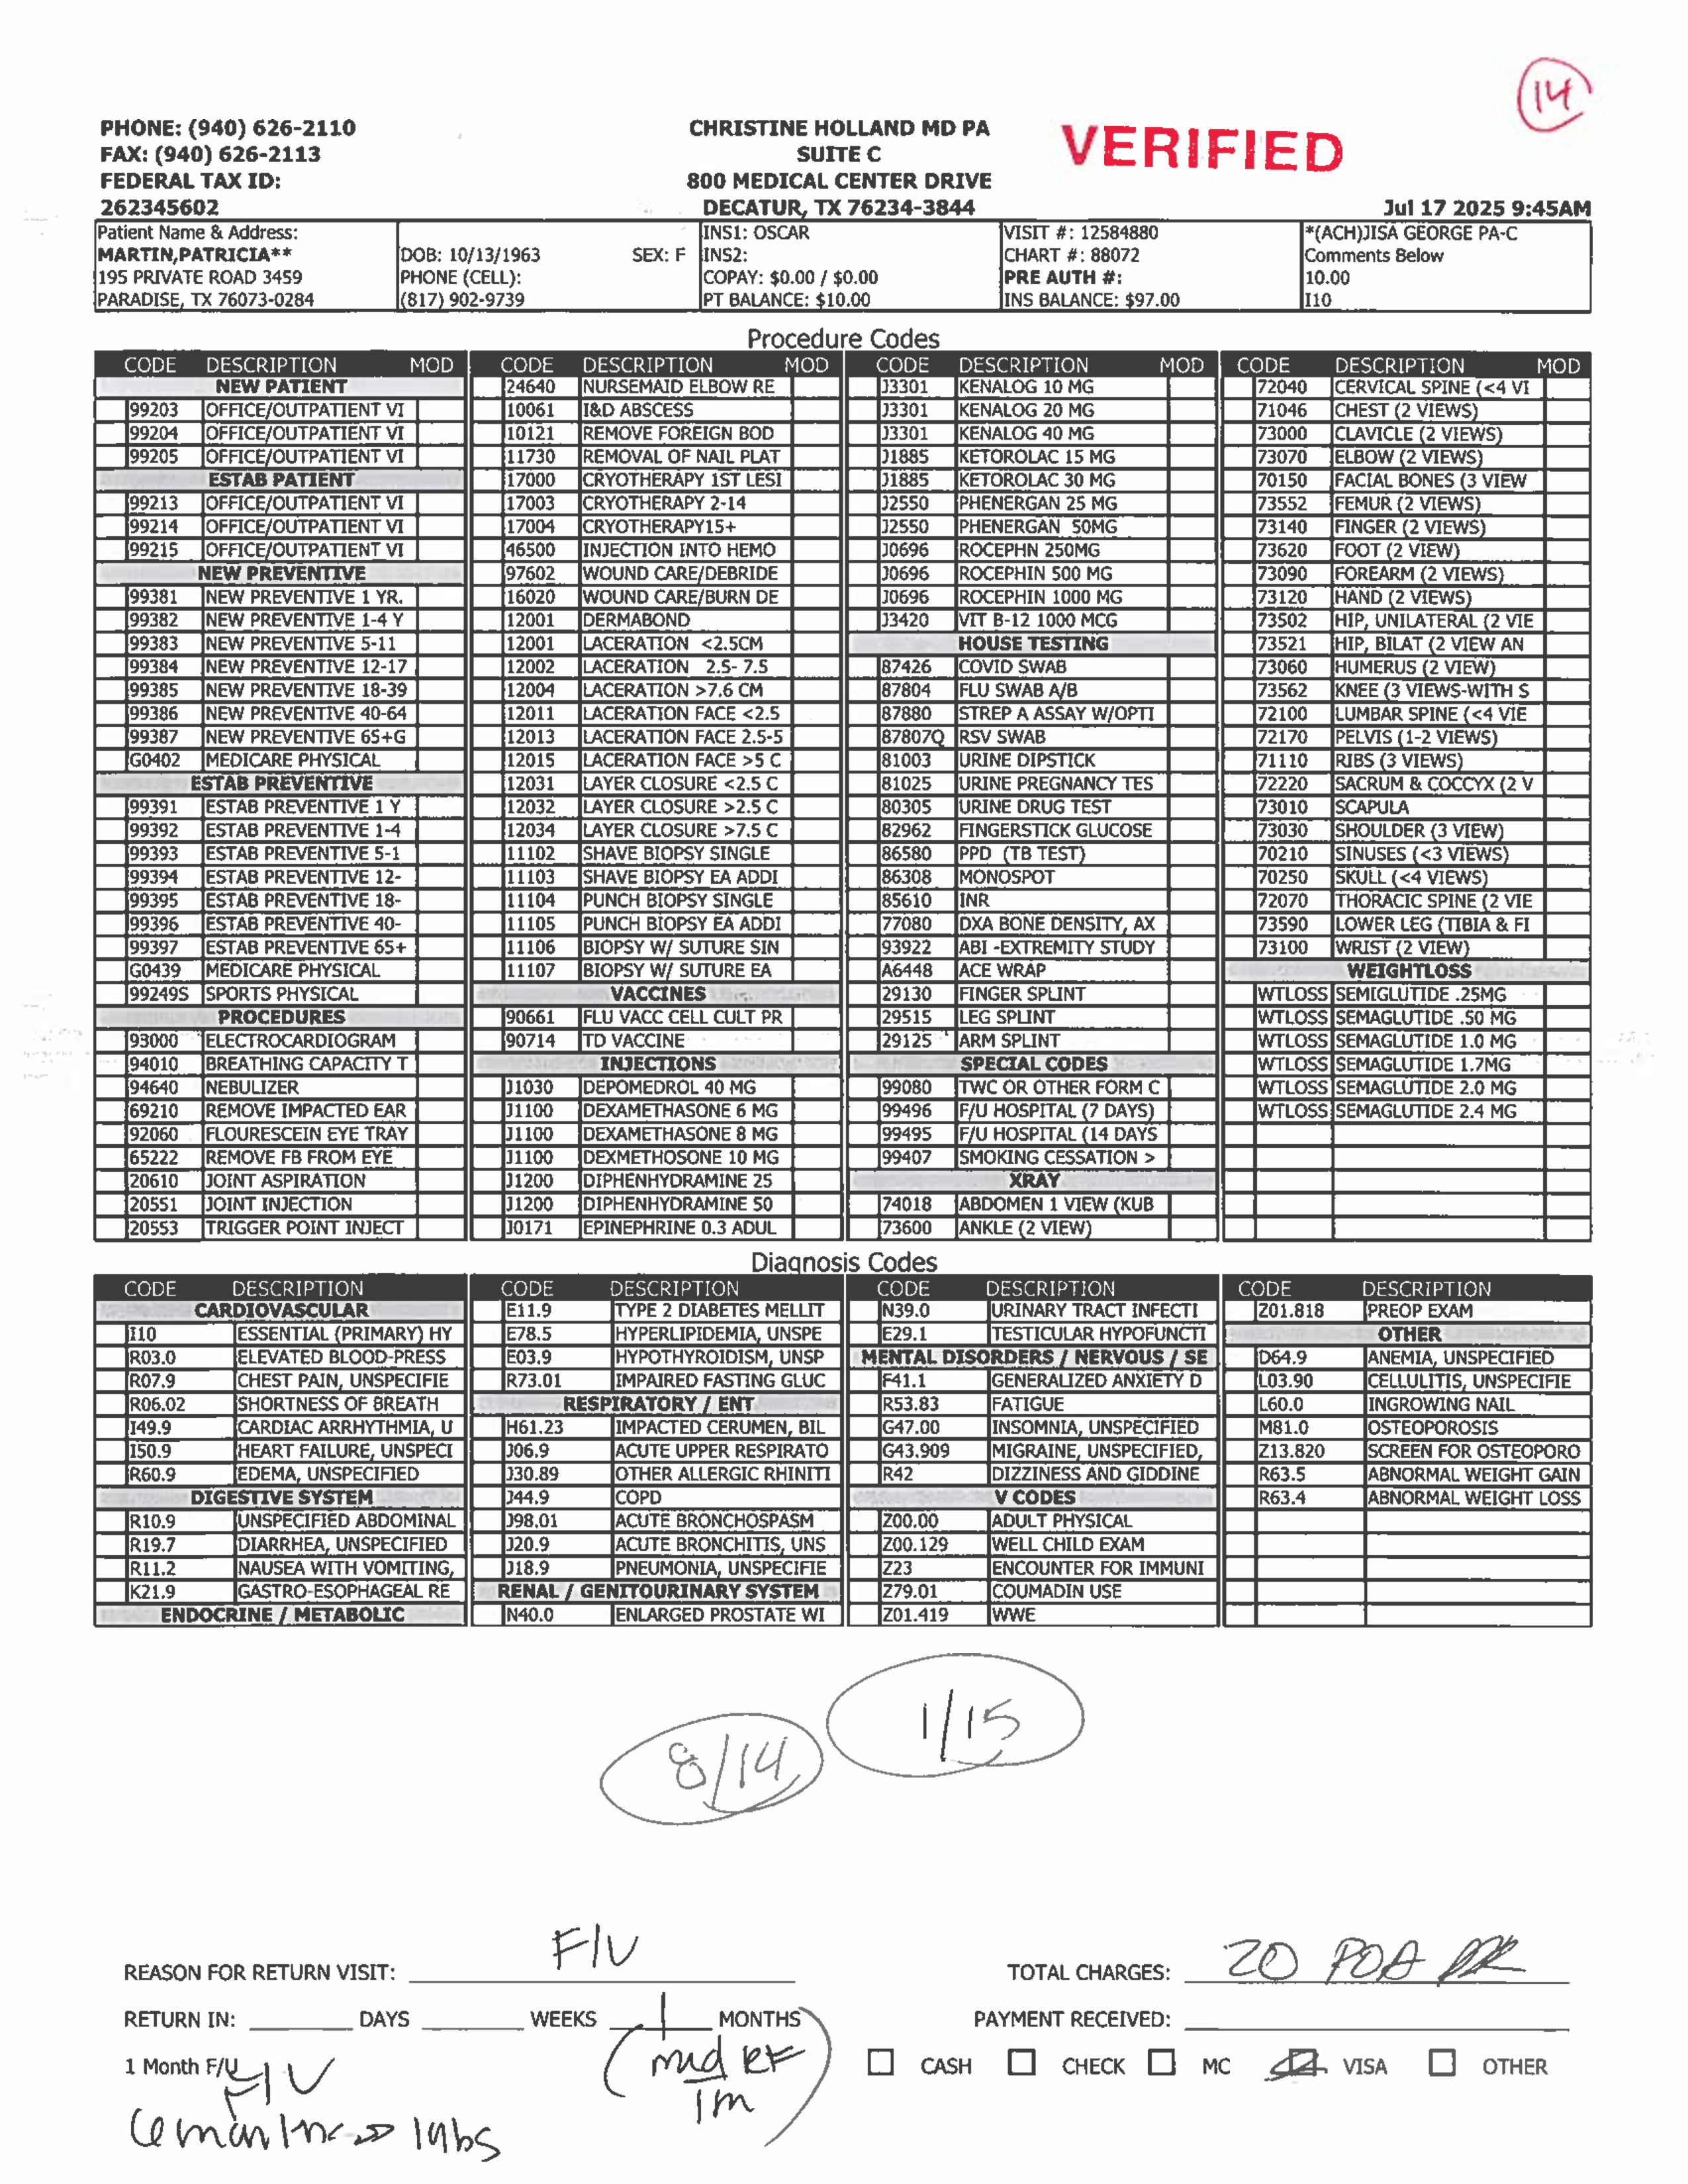 14
PHONE: (940) 626-2110
FAX: (940) 626-2113
FEDERAL TAX ID:
262345602
CHRISTINE HOLLAND MD PA
SUITE C
800 MEDICAL CENTER DRIVE
DECATUR, TX 76234-3844
VERIFIED
Jul 17 2025 9:45AM
Patient Name & Address:
MARTIN,PATRICIA**
195 PRIVATE ROAD 3459
PARADISE, TX 76073-0284
DOB: 10/13/1963 SEX: F
PHONE (CELL):
(817) 902-9739
INS1: OSCAR
INS2:
COPAY: $0.00 / $0.00
PT BALANCE: $10.00
VISIT #: 12584880
CHART #: 88072
PRE AUTH #:
INS BALANCE: $97.00
*(ACH)JISA GEORGE PA-C
Comments Below
10.00
I10
Procedure Codes
CODE DESCRIPTION MOD
NEW PATIENT
99203 OFFICE/OUTPATIENT VI
99204 OFFICE/OUTPATIENT VI
99205 OFFICE/OUTPATIENT VI
ESTAB PATIENT
99213 OFFICE/OUTPATIENT VI
99214 OFFICE/OUTPATIENT VI
99215 OFFICE/OUTPATIENT VI
NEW PREVENTIVE
99381 NEW PREVENTIVE 1 YR.
99382 NEW PREVENTIVE 1-4 Y
99383 NEW PREVENTIVE 5-11
99384 NEW PREVENTIVE 12-17
99385 NEW PREVENTIVE 18-39
99386 NEW PREVENTIVE 40-64
99387 NEW PREVENTIVE 65+G
G0402 MEDICARE PHYSICAL
ESTAB PREVENTIVE
99391 ESTAB PREVENTIVE 1 Y
99392 ESTAB PREVENTIVE 1-4
99393 ESTAB PREVENTIVE 5-1
99394 ESTAB PREVENTIVE 12-
99395 ESTAB PREVENTIVE 18-
99396 ESTAB PREVENTIVE 40-
99397 ESTAB PREVENTIVE 65+
G0439 MEDICARE PHYSICAL
99249S SPORTS PHYSICAL
PROCEDURES
93000 ELECTROCARDIOGRAM
94010 BREATHING CAPACITY T
94640 NEBULIZER
69210 REMOVE IMPACTED EAR
92060 FLOURESCEIN EYE TRAY
65222 REMOVE FB FROM EYE
20610 JOINT ASPIRATION
20551 JOINT INJECTION
20553 TRIGGER POINT INJECT
CODE DESCRIPTION MOD
24640 NURSEMAID ELBOW RE
10061 I&D ABSCESS
10121 REMOVE FOREIGN BOD
11730 REMOVAL OF NAIL PLAT
17000 CRYOTHERAPY 1ST LESI
17003 CRYOTHERAPY 2-14
17004 CRYOTHERAPY15+
46500 INJECTION INTO HEMO
97602 WOUND CARE/DEBRIDE
16020 WOUND CARE/BURN DE
12001 DERMABOND
12001 LACERATION <2.5CM
12002 LACERATION 2.5- 7.5
12004 LACERATION >7.6 CM
12011 LACERATION FACE <2.5
12013 LACERATION FACE 2.5-5
12015 LACERATION FACE >5 C
12031 LAYER CLOSURE <2.5 C
12032 LAYER CLOSURE >2.5 C
12034 LAYER CLOSURE >7.5 C
11102 SHAVE BIOPSY SINGLE
11103 SHAVE BIOPSY EA ADDI
11104 PUNCH BIOPSY SINGLE
11105 PUNCH BIOPSY EA ADDI
11106 BIOPSY W/ SUTURE SIN
11107 BIOPSY W/ SUTURE EA
VACCINES
90661 FLU VACC CELL CULT PR
90714 TD VACCINE
INJECTIONS
J1030 DEPOMEDROL 40 MG
J1100 DEXAMETHASONE 6 MG
J1100 DEXAMETHASONE 8 MG
J1100 DEXMETHOSONE 10 MG
J1200 DIPHENHYDRAMINE 25
J1200 DIPHENHYDRAMINE 50
J0171 EPINEPHRINE 0.3 ADUL
CODE DESCRIPTION MOD
J3301 KENALOG 10 MG
J3301 KENALOG 20 MG
J3301 KENALOG 40 MG
J1885 KETOROLAC 15 MG
J1885 KETOROLAC 30 MG
J2550 PHENERGAN 25 MG
J2550 PHENERGAN 50MG
J0696 ROCEPHN 250MG
J0696 ROCEPHIN 500 MG
J0696 ROCEPHIN 1000 MG
J3420 VIT B-12 1000 MCG
HOUSE TESTING
87426 COVID SWAB
87804 FLU SWAB A/B
87880 STREP A ASSAY W/OPTI
87807Q RSV SWAB
81003 URINE DIPSTICK
81025 URINE PREGNANCY TES
80305 URINE DRUG TEST
82962 FINGERSTICK GLUCOSE
86580 PPD (TB TEST)
86308 MONOSPOT
85610 INR
77080 DXA BONE DENSITY, AX
93922 ABI -EXTREMITY STUDY
A6448 ACE WRAP
29130 FINGER SPLINT
29515 LEG SPLINT
29125 ARM SPLINT
SPECIAL CODES
99080 TWC OR OTHER FORM C
99496 F/U HOSPITAL (7 DAYS)
99495 F/U HOSPITAL (14 DAYS
99407 SMOKING CESSATION >
XRAY
74018 ABDOMEN 1 VIEW (KUB
73600 ANKLE (2 VIEW)
CODE DESCRIPTION MOD
72040 CERVICAL SPINE (<4 VI
71046 CHEST (2 VIEWS)
73000 CLAVICLE (2 VIEWS)
73070 ELBOW (2 VIEWS)
70150 FACIAL BONES (3 VIEW
73552 FEMUR (2 VIEWS)
73140 FINGER (2 VIEWS)
73620 FOOT (2 VIEW)
73090 FOREARM (2 VIEWS)
73120 HAND (2 VIEWS)
73502 HIP, UNILATERAL (2 VIE
73521 HIP, BILAT (2 VIEW AN
73060 HUMERUS (2 VIEW)
73562 KNEE (3 VIEWS-WITH S
72100 LUMBAR SPINE (<4 VIE
72170 PELVIS (1-2 VIEWS)
71110 RIBS (3 VIEWS)
72220 SACRUM & COCCYX (2 V
73010 SCAPULA
73030 SHOULDER (3 VIEW)
70210 SINUSES (<3 VIEWS)
70250 SKULL (<4 VIEWS)
72070 THORACIC SPINE (2 VIE
73590 LOWER LEG (TIBIA & FI
73100 WRIST (2 VIEW)
WEIGHTLOSS
WTLOSS SEMIGLUTIDE .25MG
WTLOSS SEMAGLUTIDE .50 MG
WTLOSS SEMAGLUTIDE 1.0 MG
WTLOSS SEMAGLUTIDE 1.7MG
WTLOSS SEMAGLUTIDE 2.0 MG
WTLOSS SEMAGLUTIDE 2.4 MG
Diagnosis Codes
CODE DESCRIPTION
CARDIOVASCULAR
I10 ESSENTIAL (PRIMARY) HY
R03.0 ELEVATED BLOOD-PRESS
R07.9 CHEST PAIN, UNSPECIFIE
R06.02 SHORTNESS OF BREATH
I49.9 CARDIAC ARRHYTHMIA, U
I50.9 HEART FAILURE, UNSPECI
R60.9 EDEMA, UNSPECIFIED
DIGESTIVE SYSTEM
R10.9 UNSPECIFIED ABDOMINAL
R19.7 DIARRHEA, UNSPECIFIED
R11.2 NAUSEA WITH VOMITING,
K21.9 GASTRO-ESOPHAGEAL RE
ENDOCRINE / METABOLIC
CODE DESCRIPTION
E11.9 TYPE 2 DIABETES MELLIT
E78.5 HYPERLIPIDEMIA, UNSPE
E03.9 HYPOTHYROIDISM, UNSP
R73.01 IMPAIRED FASTING GLUC
RESPIRATORY / ENT
H61.23 IMPACTED CERUMEN, BIL
J06.9 ACUTE UPPER RESPIRATO
J30.89 OTHER ALLERGIC RHINITI
J44.9 COPD
J98.01 ACUTE BRONCHOSPASM
J20.9 ACUTE BRONCHITIS, UNS
J18.9 PNEUMONIA, UNSPECIFIE
RENAL / GENITOURINARY SYSTEM
N40.0 ENLARGED PROSTATE WI
CODE DESCRIPTION
N39.0 URINARY TRACT INFECTI
E29.1 TESTICULAR HYPOFUNCTI
MENTAL DISORDERS / NERVOUS / SE
F41.1 GENERALIZED ANXIETY D
R53.83 FATIGUE
G47.00 INSOMNIA, UNSPECIFIED
G43.909 MIGRAINE, UNSPECIFIED,
R42 DIZZINESS AND GIDDINE
V CODES
Z00.00 ADULT PHYSICAL
Z00.129 WELL CHILD EXAM
Z23 ENCOUNTER FOR IMMUNI
Z79.01 COUMADIN USE
Z01.419 WWE
CODE DESCRIPTION
Z01.818 PREOP EXAM
OTHER
D64.9 ANEMIA, UNSPECIFIED
L03.90 CELLULITIS, UNSPECIFIE
L60.0 INGROWING NAIL
M81.0 OSTEOPOROSIS
Z13.820 SCREEN FOR OSTEOPORO
R63.5 ABNORMAL WEIGHT GAIN
R63.4 ABNORMAL WEIGHT LOSS
1/15
8/14
REASON FOR RETURN VISIT: F/U
TOTAL CHARGES: 20 POA
RETURN IN: DAYS WEEKS 1 MONTHS
PAYMENT RECEIVED:
1 Month F/U
CASH CHECK MC VISA OTHER
F/U
1m
labs